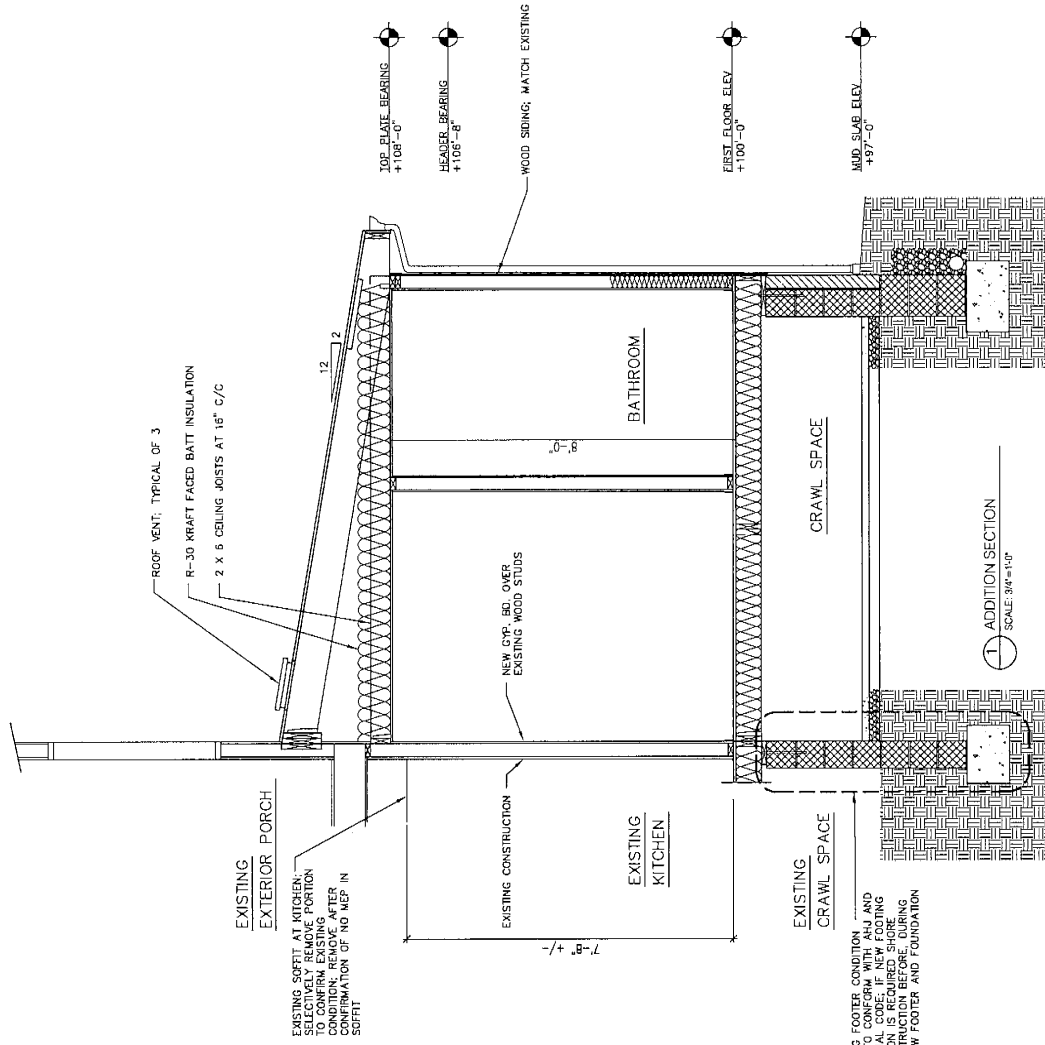 ROOF VENT; TYPICAL OF 3
R-30 KRAFT FACED BATT INSULATION
2 X 6 CEILING JOISTS AT 16" C/C
TOP PLATE BEARING
+108'-0"
HEADER BEARING
+106'-8"
WOOD SIDING; MATCH EXISTING
FIRST FLOOR ELEV
+100'-0"
MUD SLAB ELEV
+97'-0"
12
2
EXISTING
EXTERIOR PORCH
EXISTING SOFFIT AT KITCHEN;
SELECTIVELY REMOVE PORTION
TO CONFIRM EXISTING
CONDITION; REMOVE AFTER
CONFIRMATION OF NO MEP IN
SOFFIT
EXISTING CONSTRUCTION
NEW GYP. BD. OVER
EXISTING WOOD STUDS
8'-0"
BATHROOM
7'-8" +/-
EXISTING
KITCHEN
CRAWL SPACE
EXISTING
CRAWL SPACE
FOOTER CONDITION
TO CONFORM WITH AHJ AND
AL CODE; IF NEW FOOTING
ON IS REQUIRED SHORE
TRUCTION BEFORE, DURING
W FOOTER AND FOUNDATION
1
ADDITION SECTION
SCALE: 3/4"=1'-0"